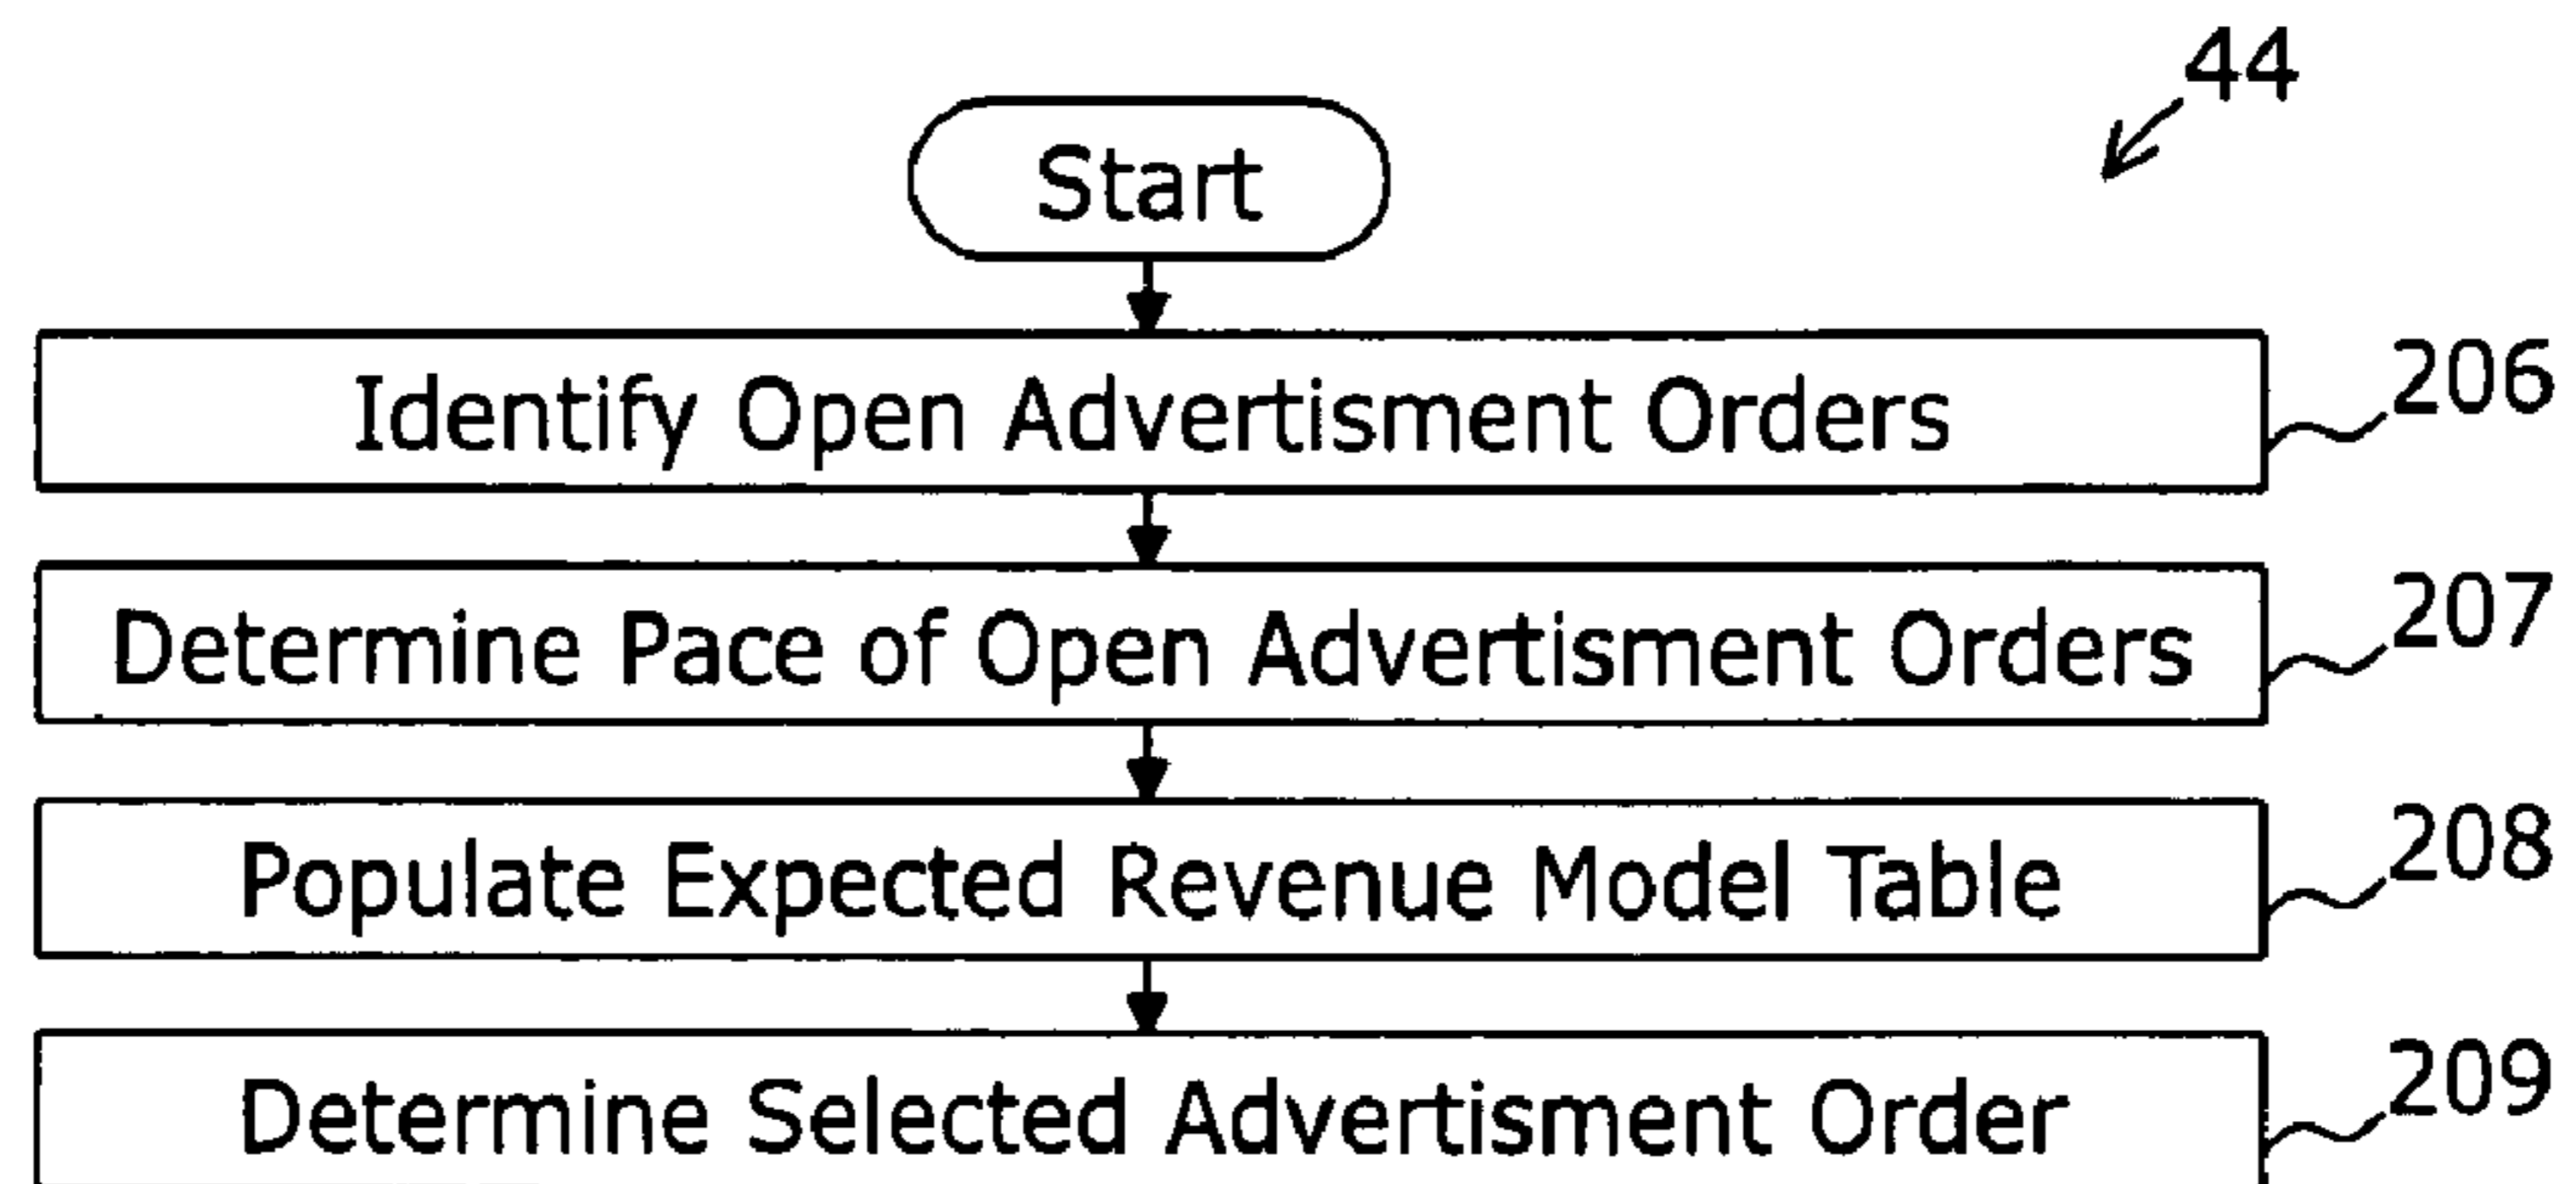 44
Start
Identify Open Advertisment Orders
206
Determine Pace of Open Advertisment Orders
207
Populate Expected Revenue Model Table
208
Determine Selected Advertisment Order
209